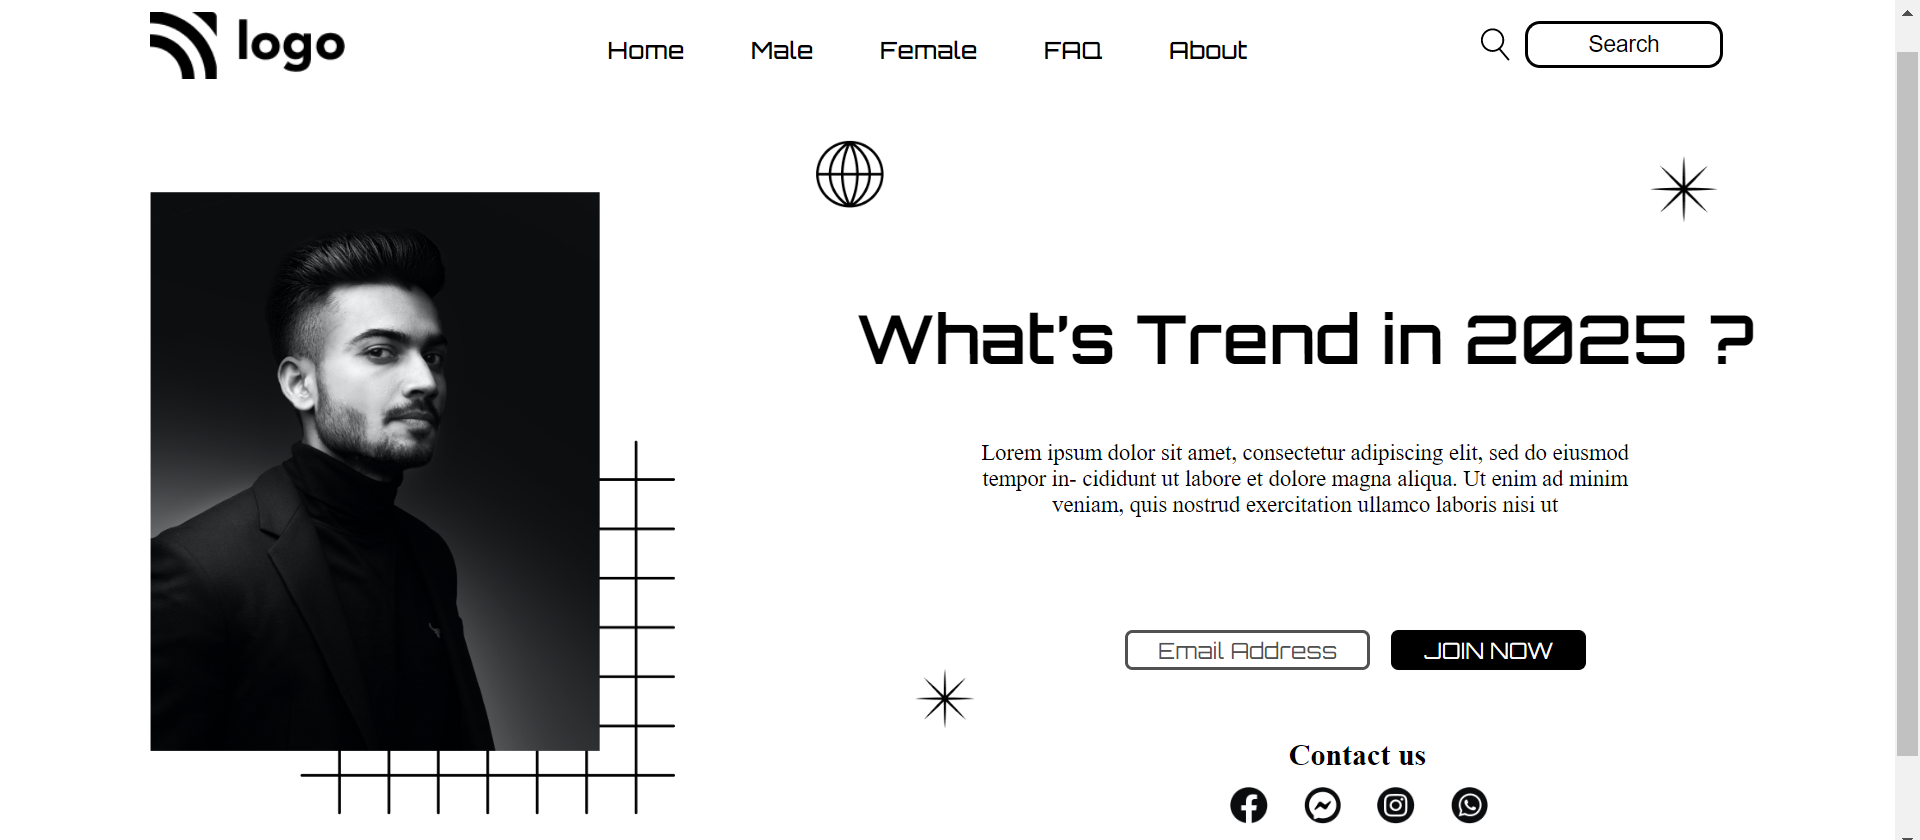 logo
Home Male Female FAQ About
Search
What's Trend in 2025 ?
Lorem ipsum dolor sit amet, consectetur adipiscing elit, sed do eiusmod
tempor in- cididunt ut labore et dolore magna aliqua. Ut enim ad minim
veniam, quis nostrud exercitation ullamco laboris nisi ut
Email Address JOIN NOW
Contact us